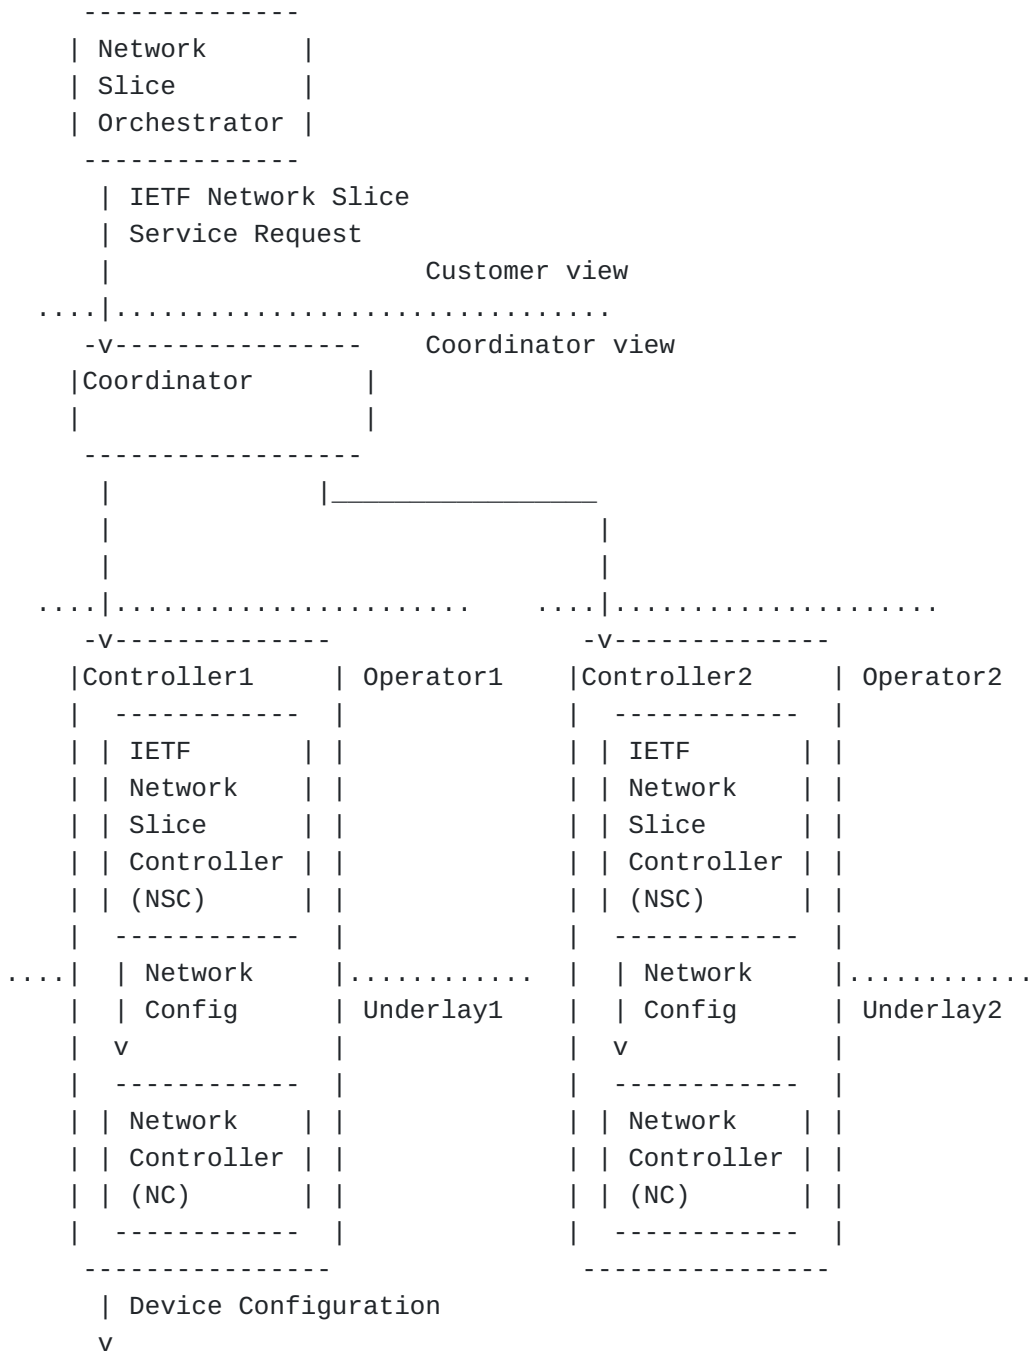 Network
Slice
Orchestrator
IETF Network Slice
Service Request
Customer view
Coordinator view
Coordinator
Controller1 Operator1 Controller2 Operator2
IETF IETF
Network Network
Slice Slice
Controller Controller
(NSC) (NSC)
Network Network
Config Underlay1 Config Underlay2
v v
Network Network
Controller Controller
(NC) (NC)
Device Configuration
v